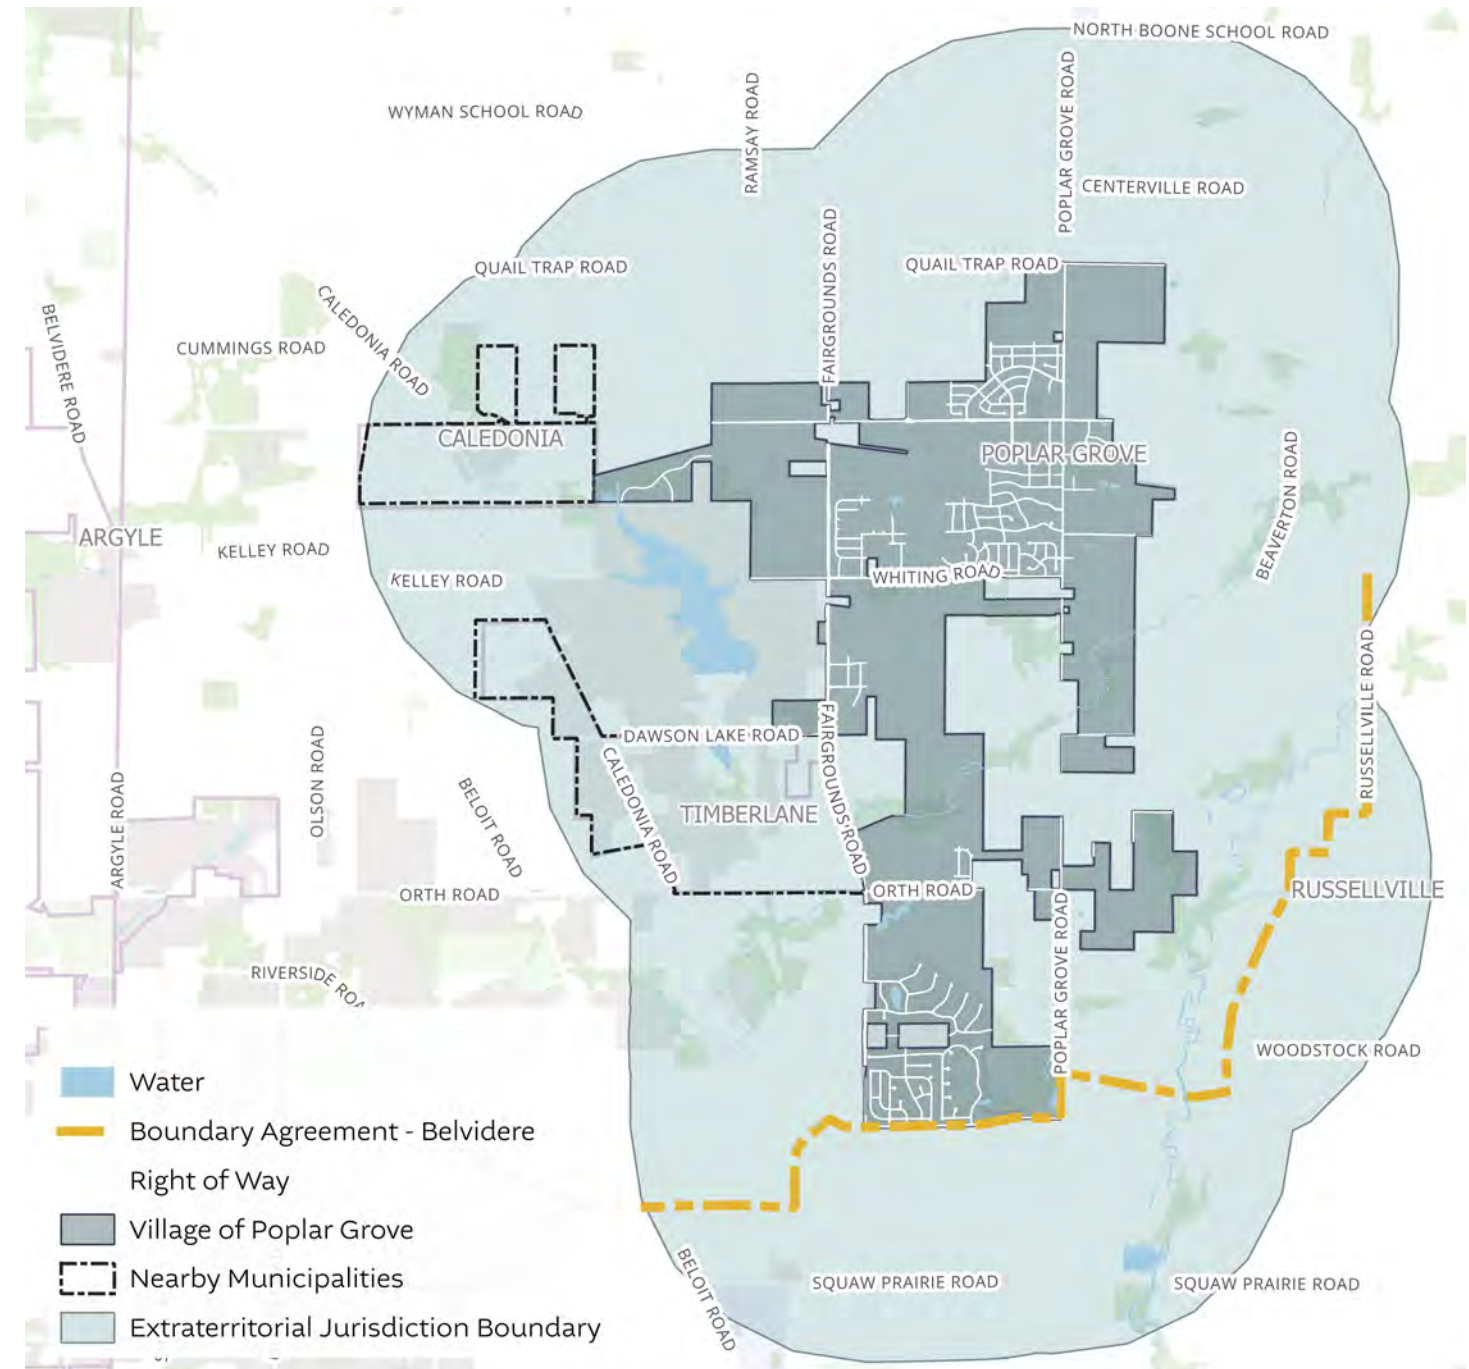 NORTH BOONE SCHOOL ROAD
WYMAN SCHOOL ROAD
RAMSAY ROAD
POPLAR GROVE ROAD
CENTERVILLE ROAD
QUAIL TRAP ROAD
FAIRGROUNDS ROAD
QUAIL TRAP ROAD
CALEDONIA ROAD
BELVIDERE ROAD
CUMMINGS ROAD
CALEDONIA
POPLAR GROVE
BEAVERTON ROAD
ARGYLE
KELLEY ROAD
KELLEY ROAD
WHITING ROAD
RUSSELLVILLE ROAD
DAWSON LAKE ROAD
FAIRGROUNDS ROAD
CALEDONIA ROAD
OLSON ROAD
ARGYLE ROAD
BELOIT ROAD
TIMBERLANE
ORTH ROAD
ORTH ROAD
RUSSELLVILLE
POPLAR GROVE ROAD
RIVERSIDE ROA
WOODSTOCK ROAD
Water
Boundary Agreement - Belvidere
Right of Way
Village of Poplar Grove
Nearby Municipalities
Extraterritorial Jurisdiction Boundary
BELOIT ROAD
SQUAW PRAIRIE ROAD
SQUAW PRAIRIE ROAD